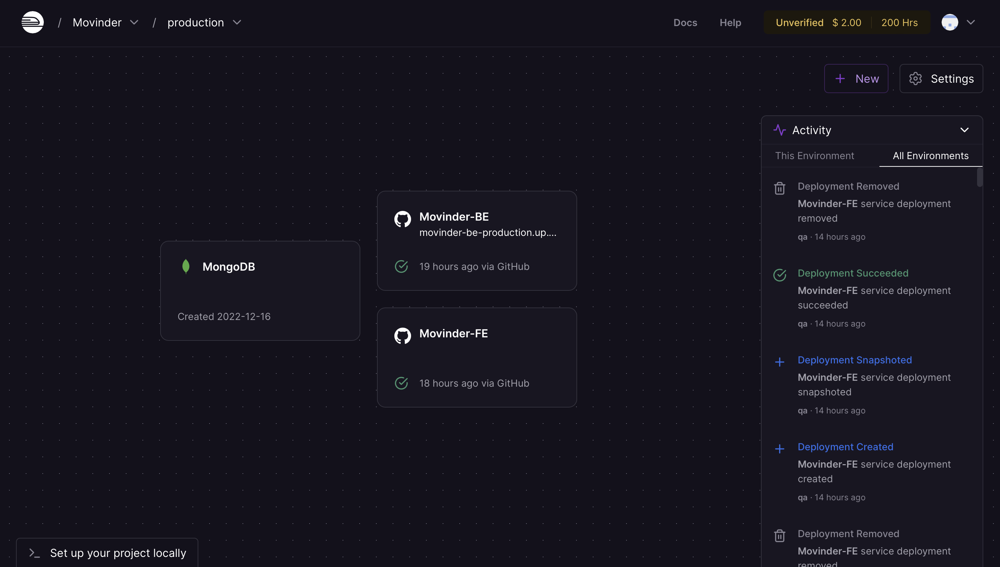 / Movinder / production
Docs Help Unverified $ 2.00 200 Hrs
New Settings
Activity
This Environment All Environments
Deployment Removed
Movinder-FE service deployment
removed
qa · 14 hours ago
Deployment Succeeded
Movinder-FE service deployment
succeeded
qa · 14 hours ago
Deployment Snapshoted
Movinder-FE service deployment
snapshoted
qa · 14 hours ago
Deployment Created
Movinder-FE service deployment
created
qa · 14 hours ago
Deployment Removed
Movinder-FE service deployment
removed
MongoDB
Created 2022-12-16
Movinder-BE
movinder-be-production.up....
19 hours ago via GitHub
Movinder-FE
18 hours ago via GitHub
Set up your project locally